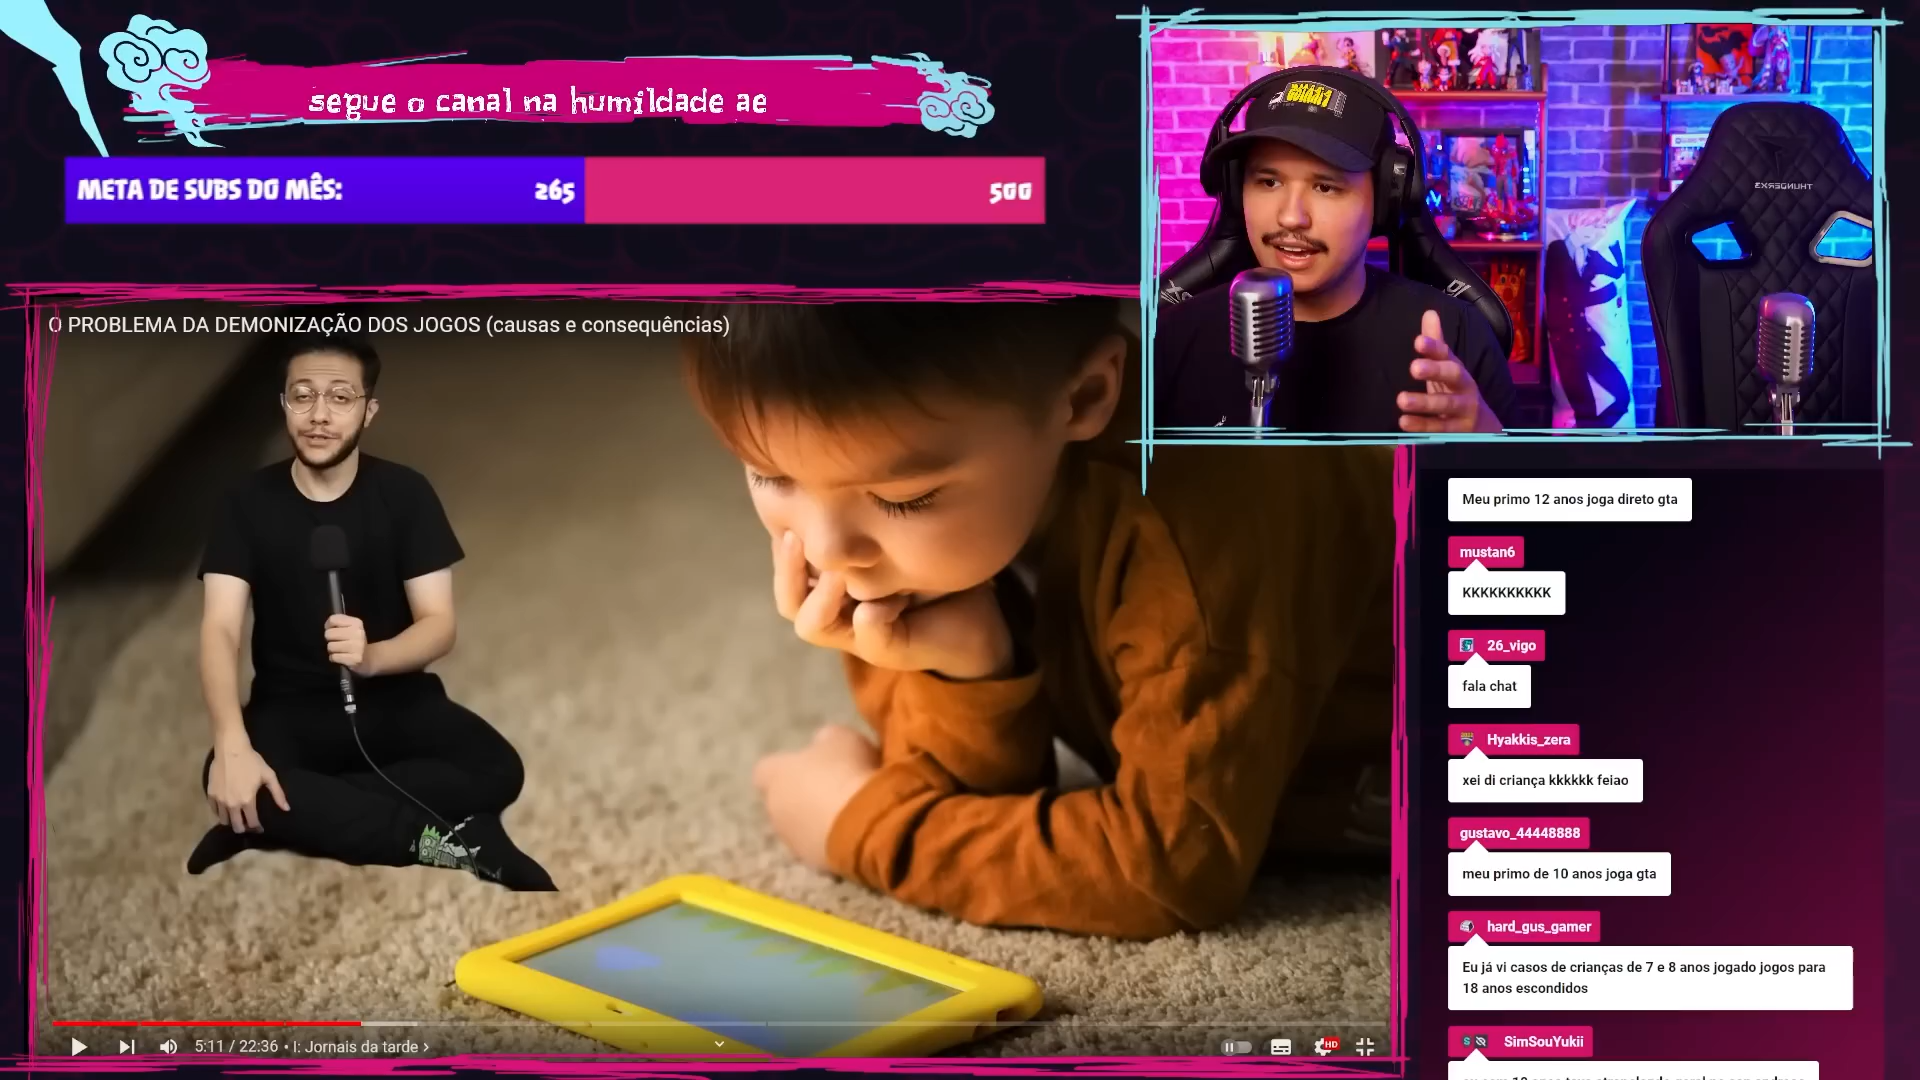 segue o canal na humildade ae
META DE SUBS DO MÊS: 265 500
O PROBLEMA DA DEMONIZAÇÃO DOS JOGOS (causas e consequências)
5:11 / 22:36 • I: Jornais da tarde ›
HD
THUNDERX3
Meu primo 12 anos joga direto gta
mustan6
KKKKKKKKKK
26_vigo
fala chat
Hyakkis_zera
xei di criança kkkkkk feiao
gustavo_44448888
meu primo de 10 anos joga gta
hard_gus_gamer
Eu já vi casos de crianças de 7 e 8 anos jogado jogos para
18 anos escondidos
SimSouYukii